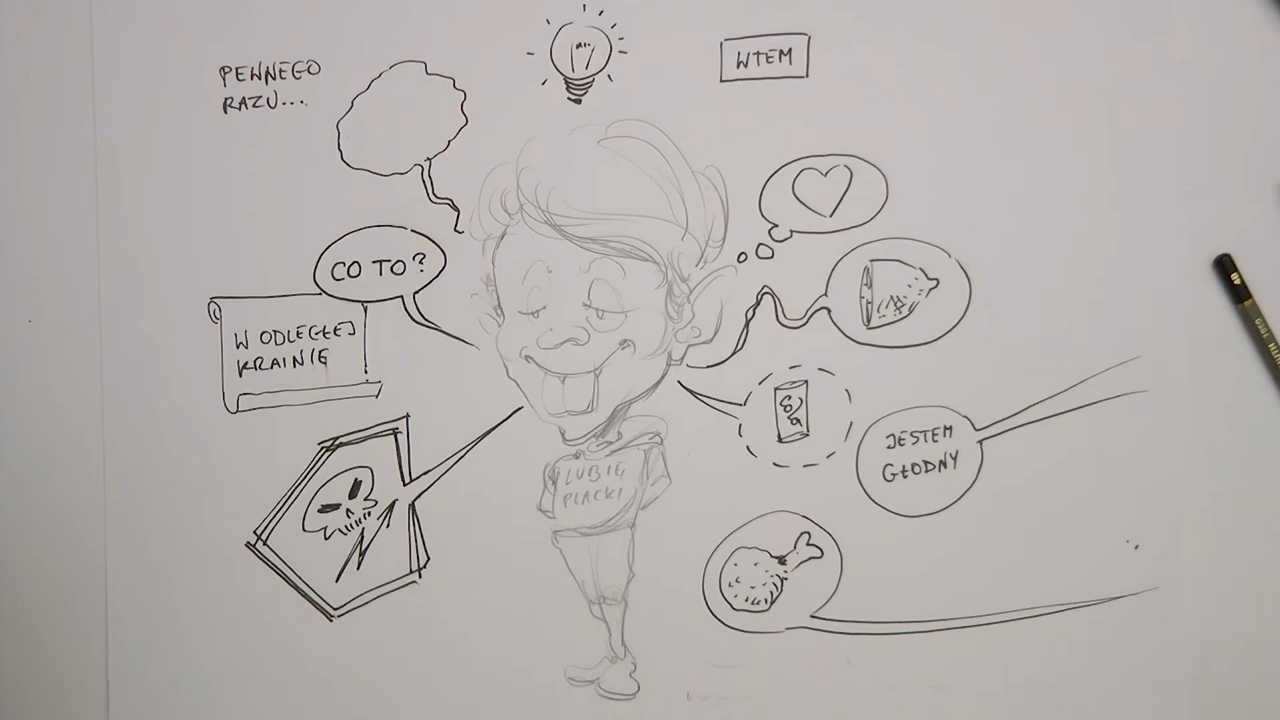 PEWNEGO
RAZU...
WTEM
CO TO?
W ODLEGŁEJ
KRAINIE
LUBIĘ
PLACKI
JESTEM
GŁODNY